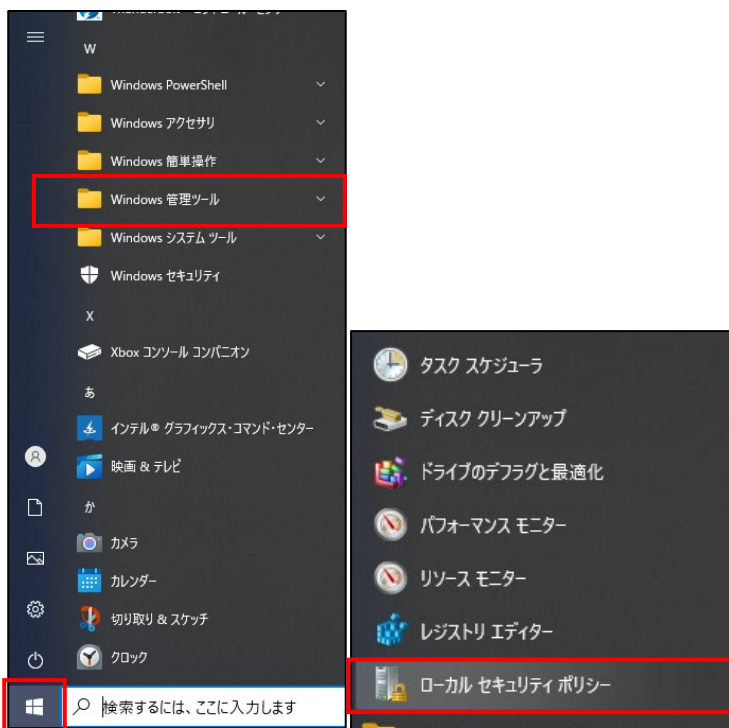 W
Windows PowerShell
Windows アクセサリ
Windows 簡単操作
Windows 管理ツール
Windows システム ツール
Windows セキュリティ
X
Xbox コンソール コンパニオン
あ
インテル® グラフィックス・コマンド・センター
映画 & テレビ
か
カメラ
カレンダー
切り取り & スケッチ
クロック
検索するには、ここに入力します
タスク スケジューラ
ディスク クリーンアップ
ドライブのデフラグと最適化
パフォーマンス モニター
リソース モニター
レジストリ エディター
ローカル セキュリティ ポリシー